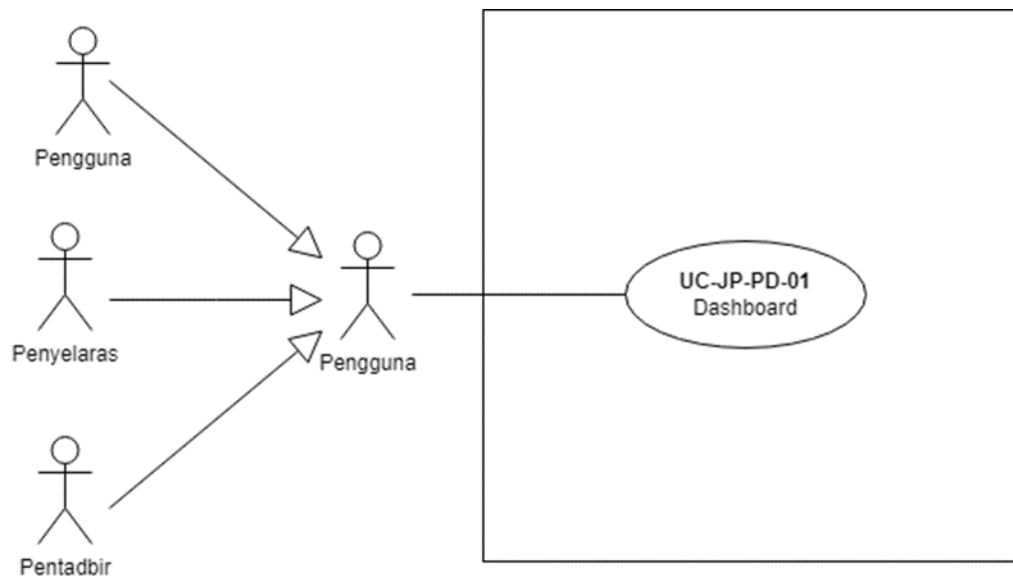 Pengguna
Penyelaras
Pentadbir
Pengguna
UC-JP-PD-01
Dashboard